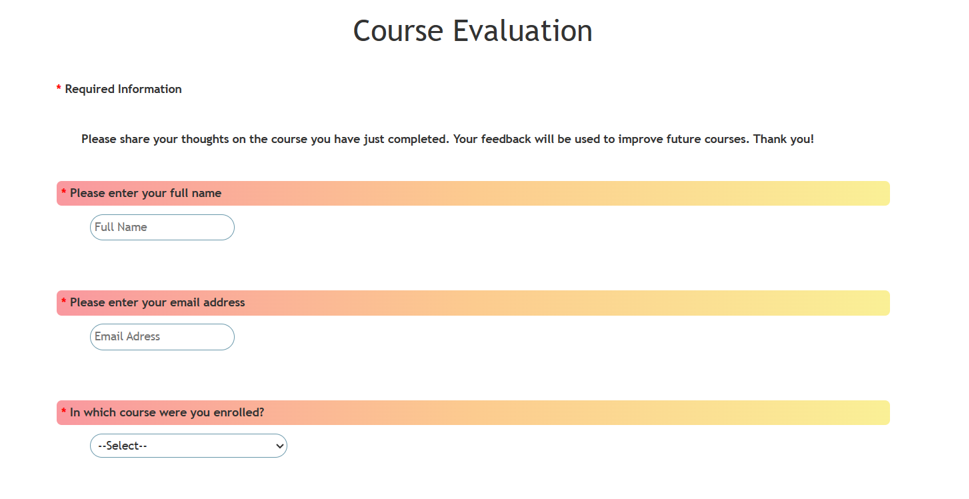 Course Evaluation
* Required Information
Please share your thoughts on the course you have just completed. Your feedback will be used to improve future courses. Thank you!
* Please enter your full name
Full Name
* Please enter your email address
Email Adress
* In which course were you enrolled?
--Select--